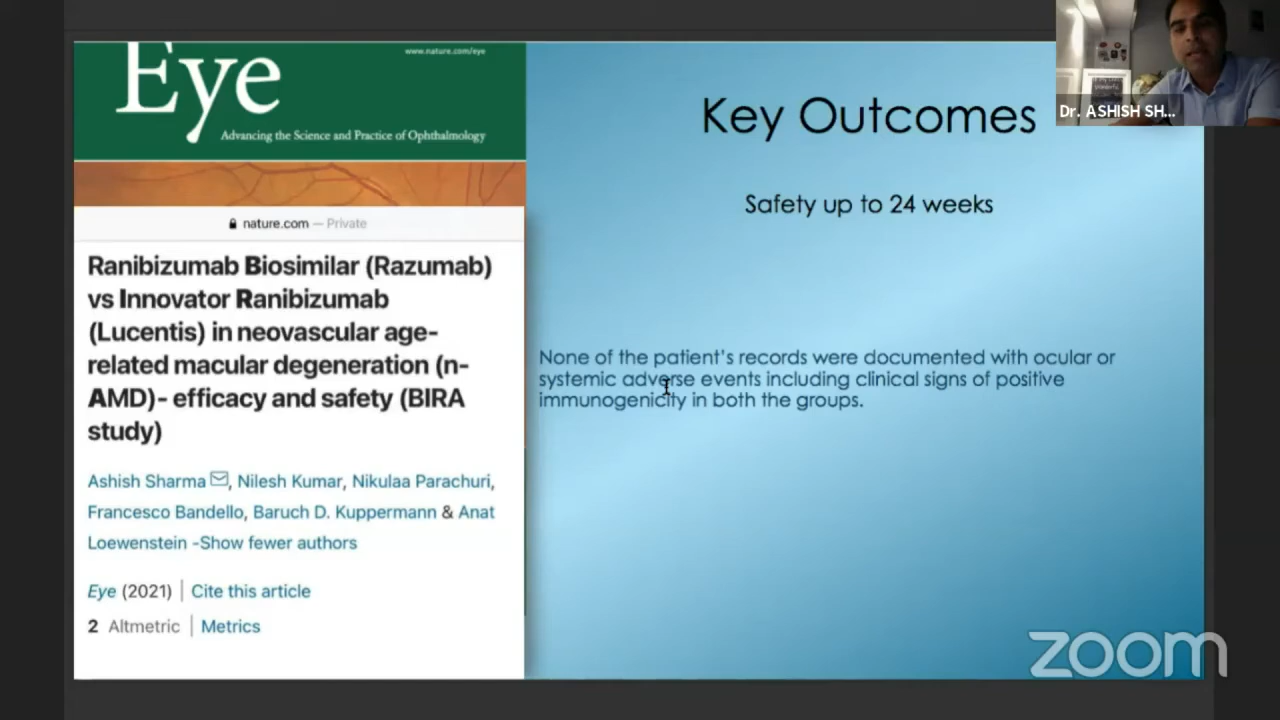 Eye
www.nature.com/eye
Advancing the Science and Practice of Ophthalmology
nature.com — Private
Ranibizumab Biosimilar (Razumab)
vs Innovator Ranibizumab
(Lucentis) in neovascular age-
related macular degeneration (n-
AMD)- efficacy and safety (BIRA
study)
Ashish Sharma, Nilesh Kumar, Nikulaa Parachuri,
Francesco Bandello, Baruch D. Kuppermann & Anat
Loewenstein -Show fewer authors
Eye (2021) | Cite this article
2 Altmetric | Metrics
Key Outcomes
Safety up to 24 weeks
None of the patient's records were documented with ocular or
systemic adverse events including clinical signs of positive
immunogenicity in both the groups.
Dr. ASHISH SH...
zoom